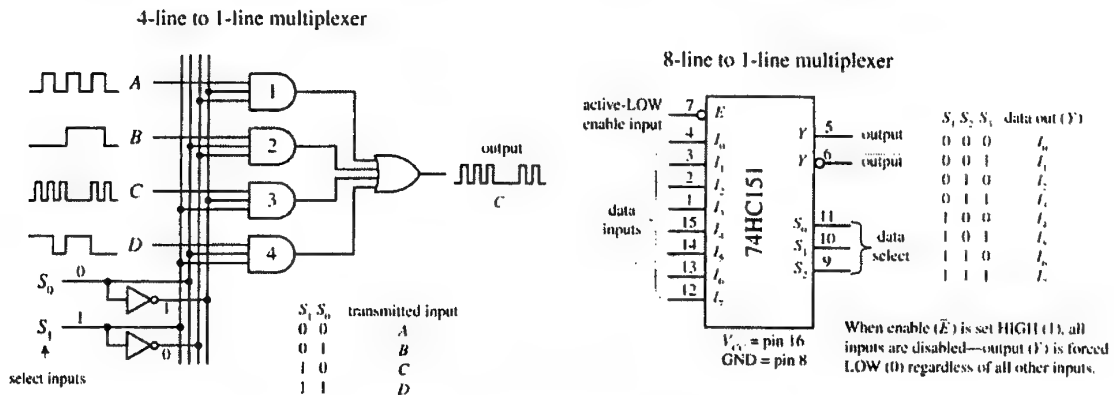 4-line to 1-line multiplexer
A
1
B
2
output
C
3
C
D
4
S₀ 0
1
S₁ 1
0
select inputs
S₁ S₀ transmitted input
0 0 A
0 1 B
1 0 C
1 1 D
8-line to 1-line multiplexer
active-LOW
enable input
7 E
4 I₀
3 I₁
2 I₂
1 I₃
15 I₄
14 I₅
13 I₆
12 I₇
data
inputs
74HC151
Y 5 output
Y 6 output
S₀ 11
S₁ 10
S₂ 9
data
select
V_CC = pin 16
GND = pin 8
S₁ S₂ S₃ data out (Y)
0 0 0 I₀
0 0 1 I₁
0 1 0 I₂
0 1 1 I₃
1 0 0 I₄
1 0 1 I₅
1 1 0 I₆
1 1 1 I₇
When enable (E̅) is set HIGH (1), all
inputs are disabled—output (Y) is forced
LOW (0) regardless of all other inputs.